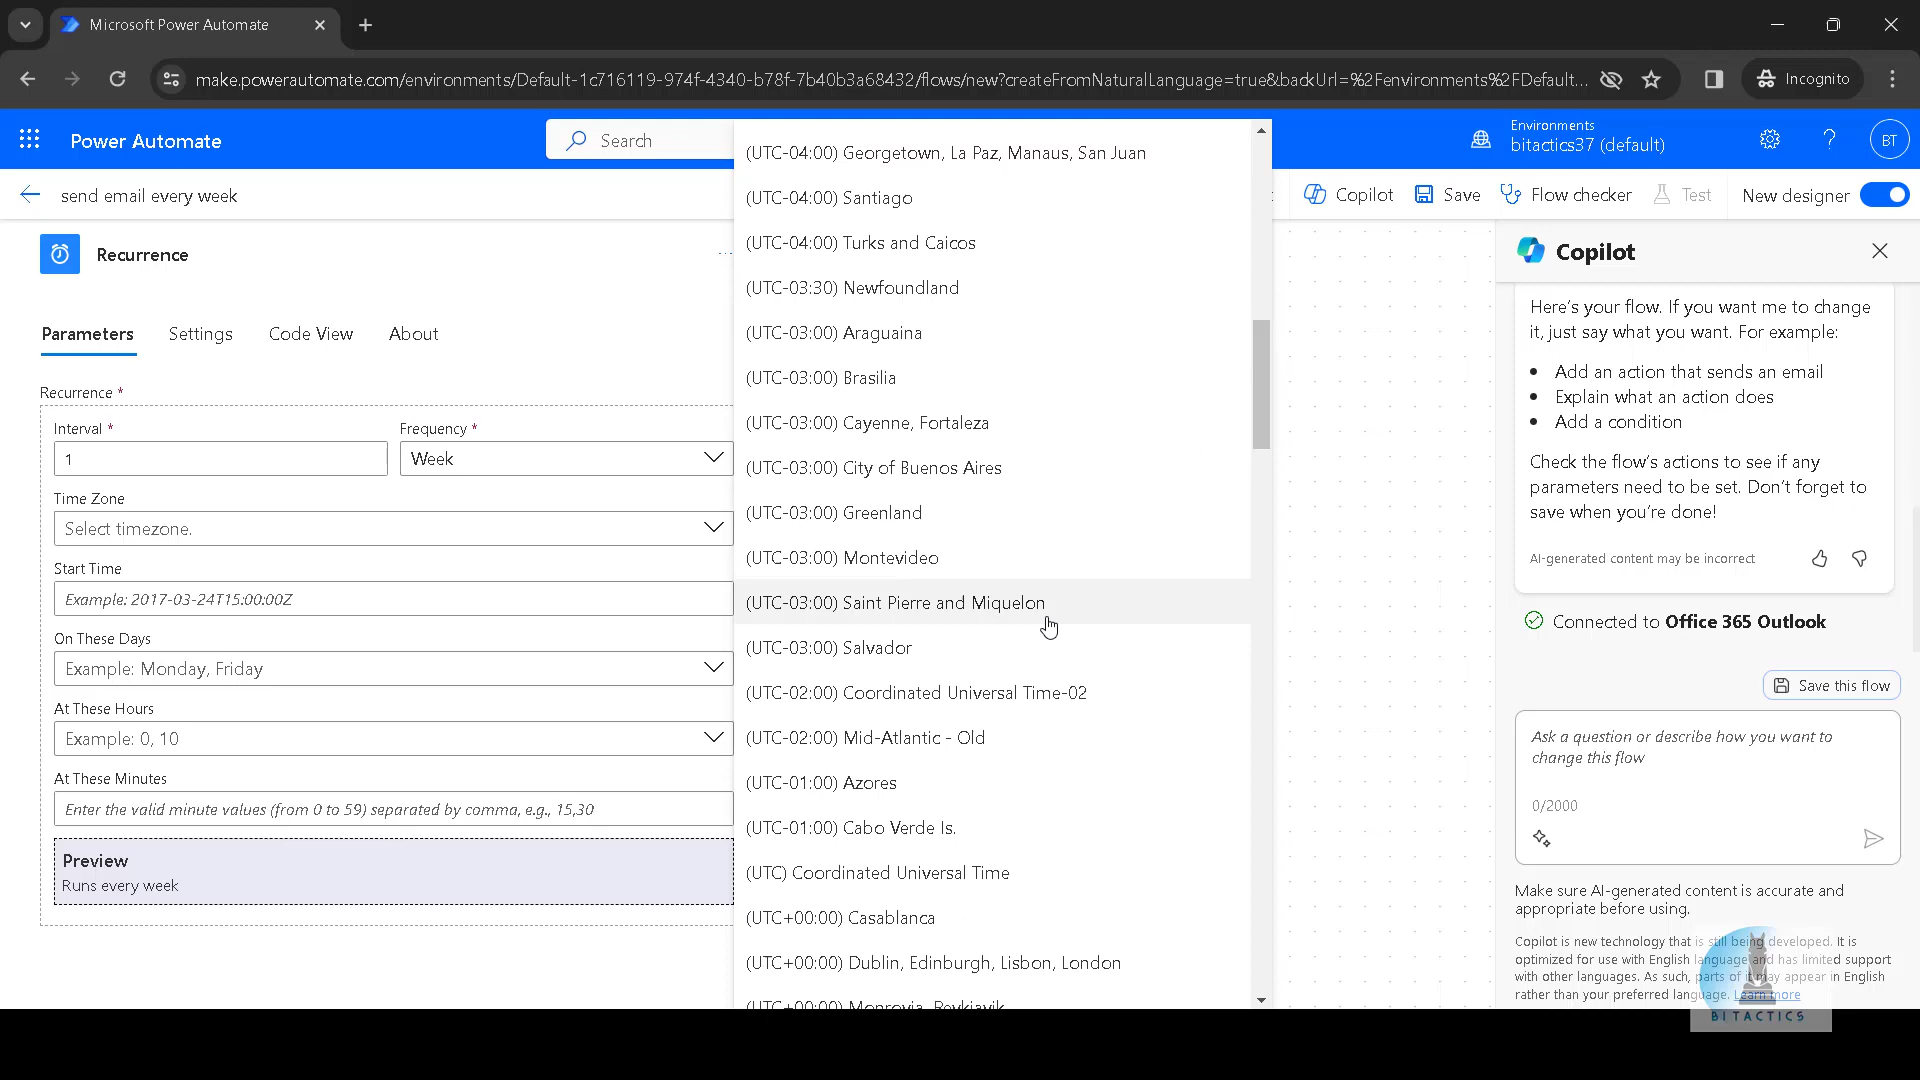 Microsoft Power Automate
make.powerautomate.com/environments/Default-1c716119-974f-4340-b78f-7b40b3a68432/flows/new?createFromNaturalLanguage=true&backUrl=%2Fenvironments%2FDefault...
Incognito
Power Automate
Search
Environments
bitactics37 (default)
BT
send email every week
Copilot
Save
Flow checker
Test
New designer
Recurrence
Parameters
Settings
Code View
About
Recurrence *
Interval *
1
Frequency *
Week
Time Zone
Select timezone.
Start Time
Example: 2017-03-24T15:00:00Z
On These Days
Example: Monday, Friday
At These Hours
Example: 0, 10
At These Minutes
Enter the valid minute values (from 0 to 59) separated by comma, e.g., 15,30
Preview
Runs every week
(UTC-04:00) Georgetown, La Paz, Manaus, San Juan
(UTC-04:00) Santiago
(UTC-04:00) Turks and Caicos
(UTC-03:30) Newfoundland
(UTC-03:00) Araguaina
(UTC-03:00) Brasilia
(UTC-03:00) Cayenne, Fortaleza
(UTC-03:00) City of Buenos Aires
(UTC-03:00) Greenland
(UTC-03:00) Montevideo
(UTC-03:00) Saint Pierre and Miquelon
(UTC-03:00) Salvador
(UTC-02:00) Coordinated Universal Time-02
(UTC-02:00) Mid-Atlantic - Old
(UTC-01:00) Azores
(UTC-01:00) Cabo Verde Is.
(UTC) Coordinated Universal Time
(UTC+00:00) Casablanca
(UTC+00:00) Dublin, Edinburgh, Lisbon, London
(UTC+00:00) Monrovia, Reykjavik
Copilot
Here's your flow. If you want me to change
it, just say what you want. For example:
• Add an action that sends an email
• Explain what an action does
• Add a condition
Check the flow's actions to see if any
parameters need to be set. Don't forget to
save when you're done!
AI-generated content may be incorrect
Connected to Office 365 Outlook
Save this flow
Ask a question or describe how you want to
change this flow
0/2000
Make sure AI-generated content is accurate and
appropriate before using.
Copilot is new technology that is still being developed. It is
optimized for use with English language and has limited support
with other languages. As such, parts of it may appear in English
rather than your preferred language. Learn more
BITACTICS